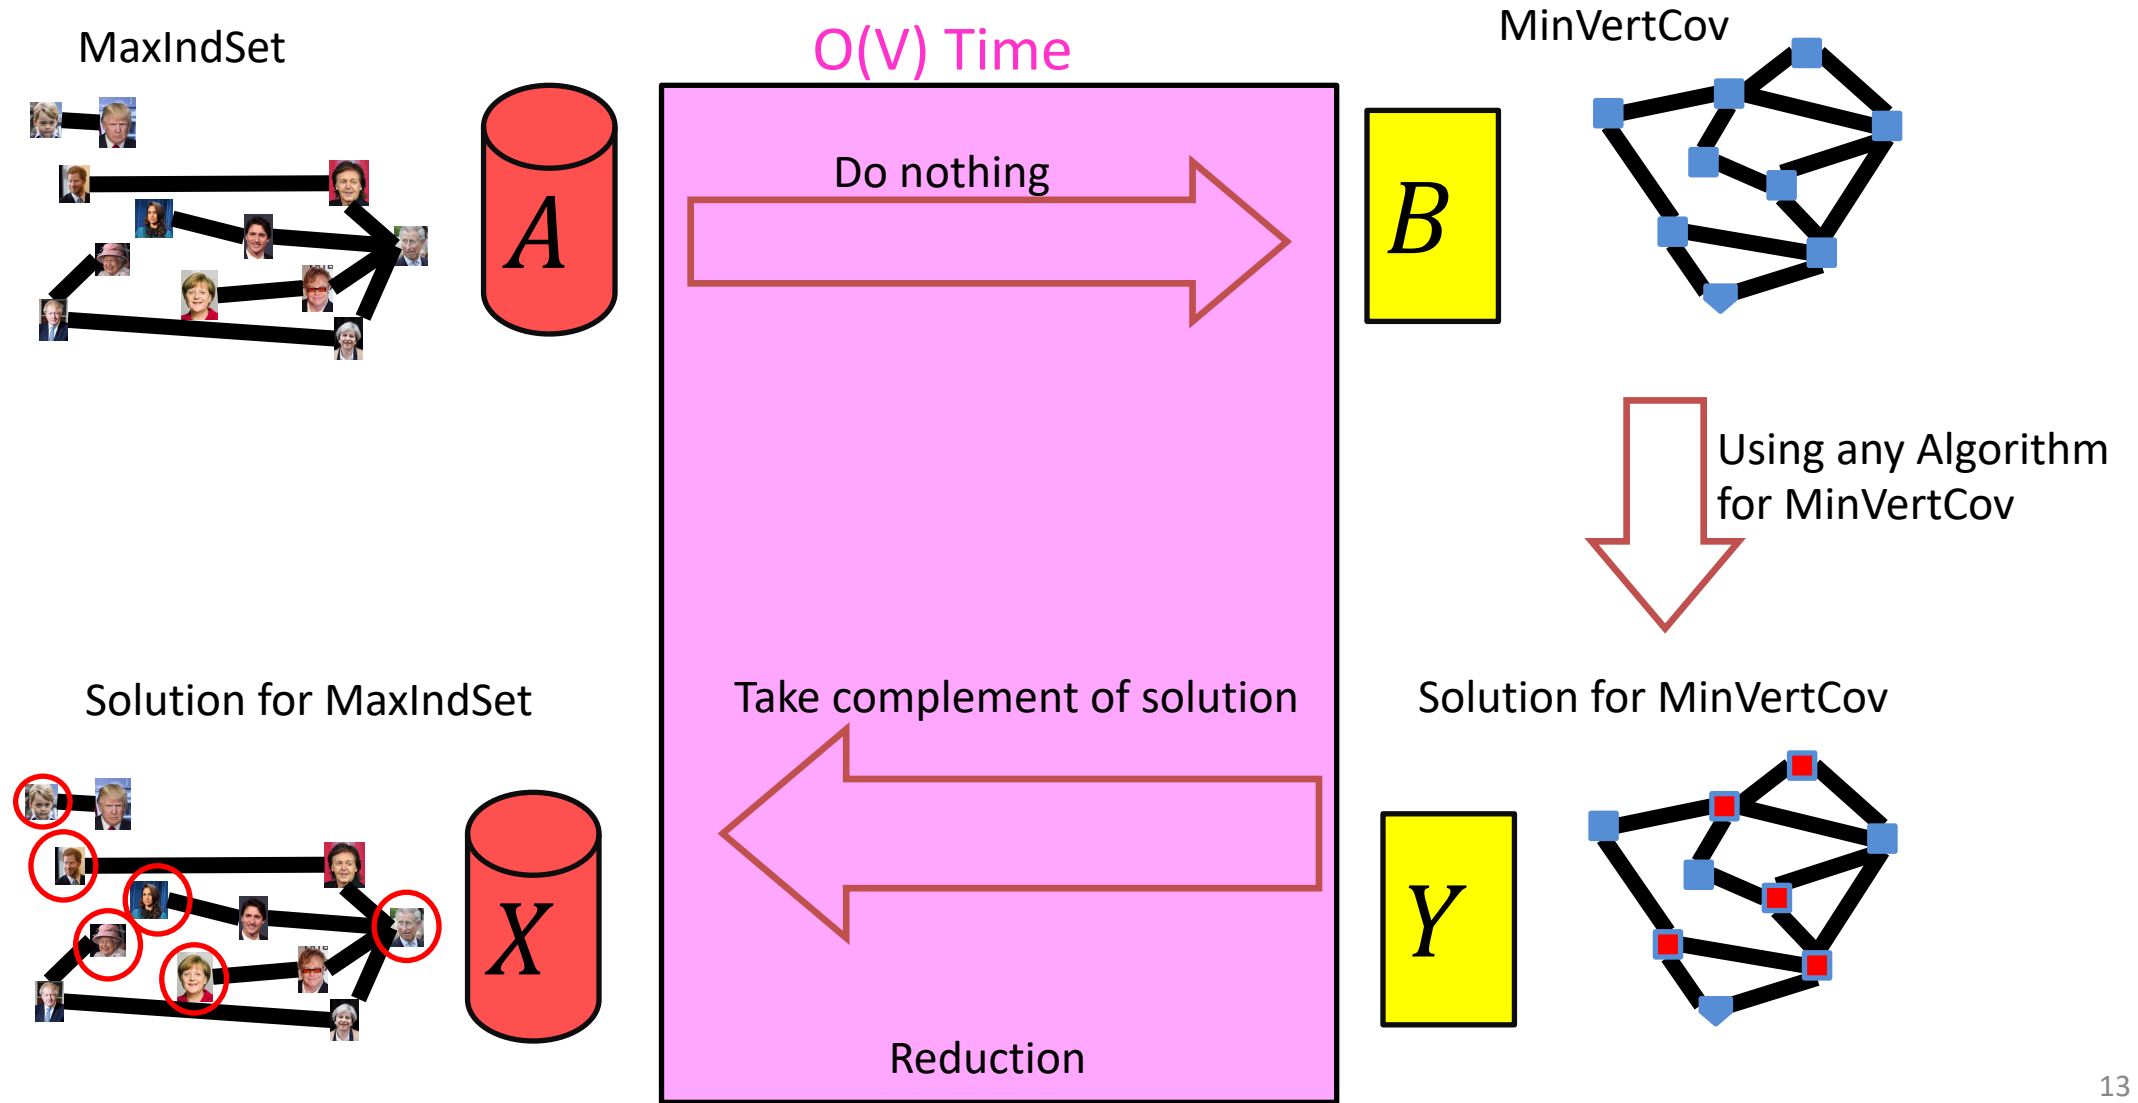 MaxIndSet
O(V) Time
MinVertCov
Do nothing
A
B
Using any Algorithm
for MinVertCov
Solution for MaxIndSet
Take complement of solution
Solution for MinVertCov
X
Y
Reduction
13